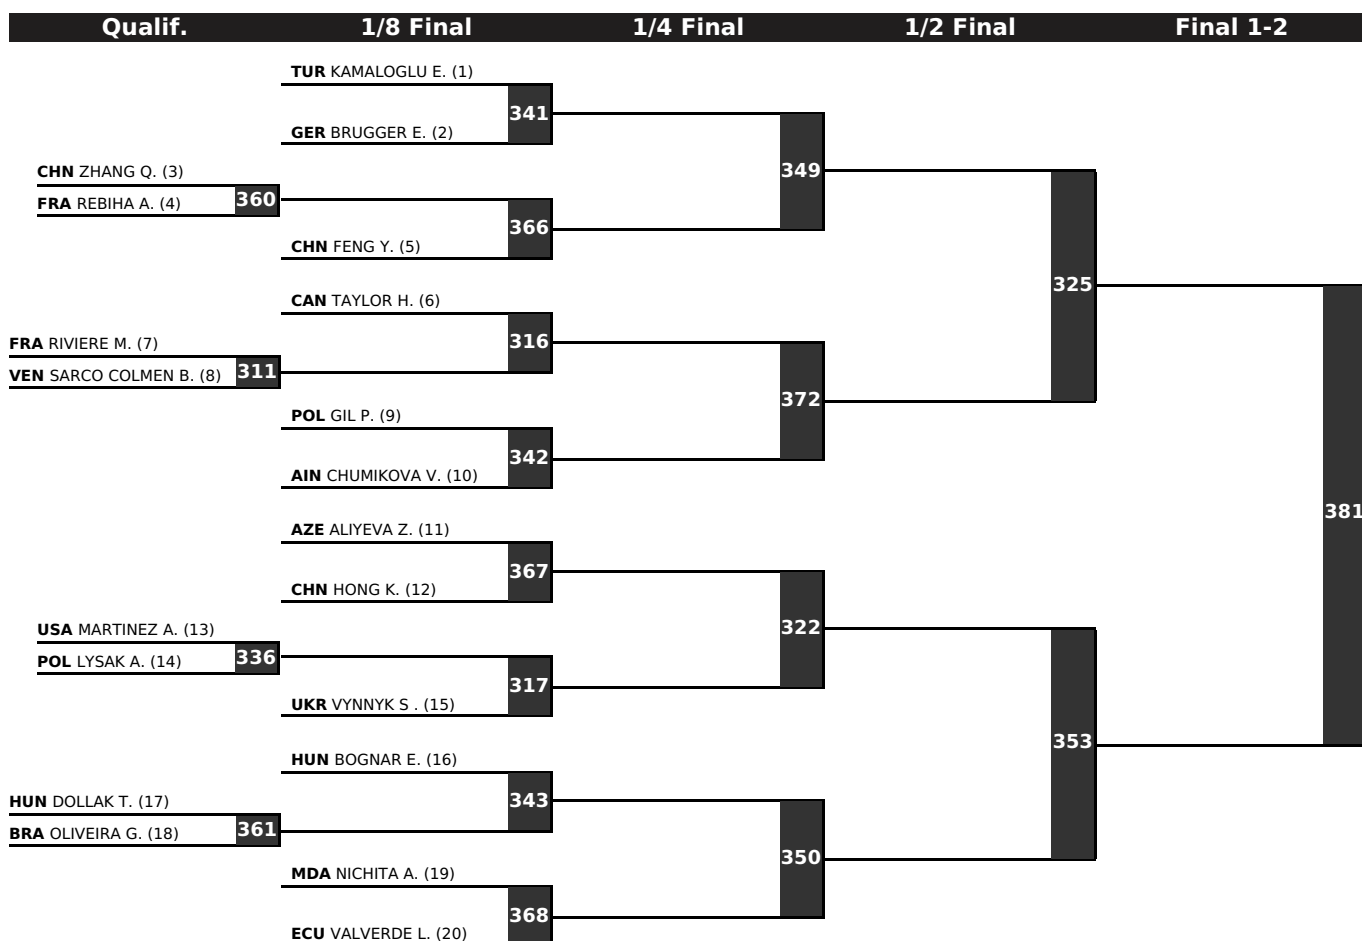 Qualif. 1/8 Final 1/4 Final 1/2 Final Final 1-2
TUR KAMALOGLU E. (1)
341
GER BRUGGER E. (2)
CHN ZHANG Q. (3)
349
360
FRA REBIHA A. (4)
366
CHN FENG Y. (5)
325
CAN TAYLOR H. (6)
316
FRA RIVIERE M. (7)
311
VEN SARCO COLMEN B. (8)
372
POL GIL P. (9)
342
AIN CHUMIKOVA V. (10)
381
AZE ALIYEVA Z. (11)
367
CHN HONG K. (12)
322
USA MARTINEZ A. (13)
336
POL LYSAK A. (14)
317
UKR VYNNYK S . (15)
353
HUN BOGNAR E. (16)
343
HUN DOLLAK T. (17)
361
BRA OLIVEIRA G. (18)
350
MDA NICHITA A. (19)
368
ECU VALVERDE L. (20)